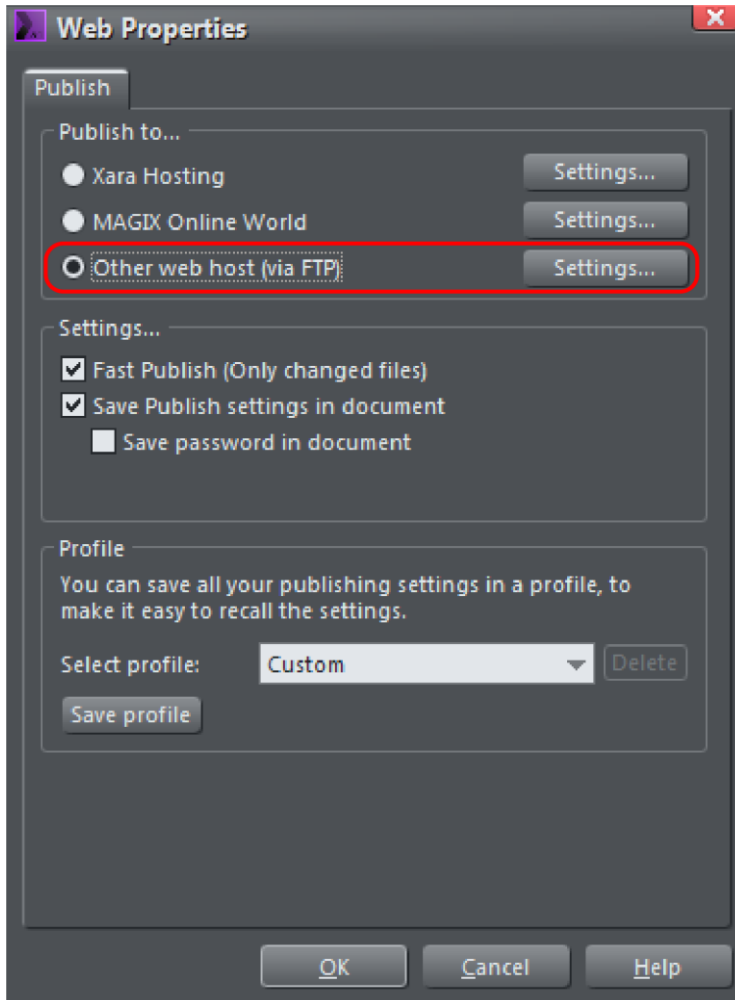 Web Properties
Publish
Publish to...
Xara Hosting
Settings...
MAGIX Online World
Settings...
Other web host (via FTP)
Settings...
Settings...
Fast Publish (Only changed files)
Save Publish settings in document
Save password in document
Profile
You can save all your publishing settings in a profile, to
make it easy to recall the settings.
Select profile:
Custom
Delete
Save profile
OK
Cancel
Help